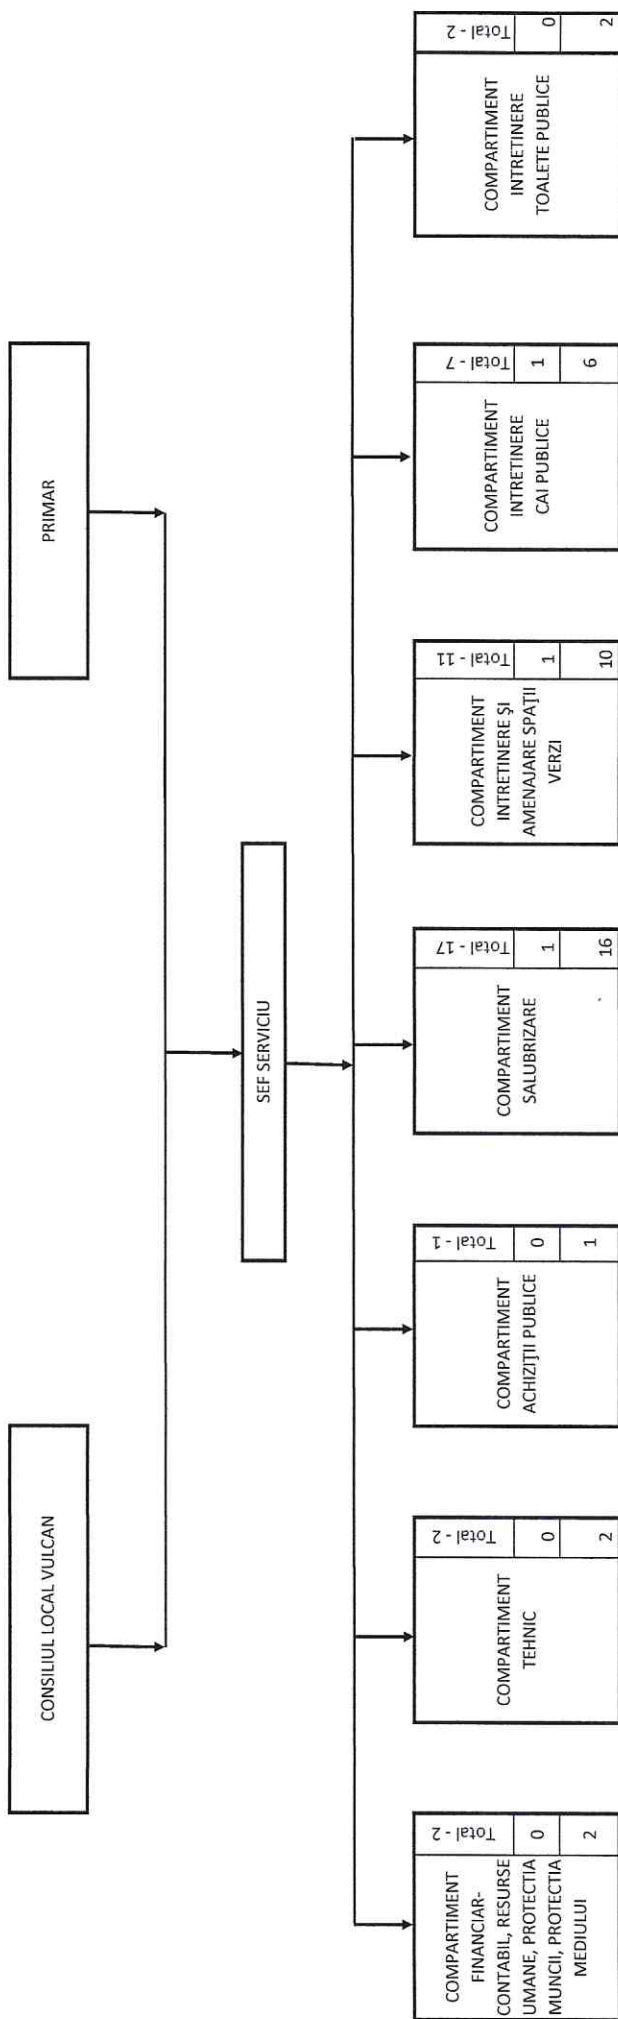 CONSILIUL LOCAL VULCAN
PRIMAR
SEF SERVICIU
COMPARTIMENT
FINANCIAR-
CONTABIL, RESURSE
UMANE, PROTECTIA
MUNCII, PROTECTIA
MEDIULUI
Total - 2
0
2
COMPARTIMENT
TEHNIC
Total - 2
0
2
COMPARTIMENT
ACHIZIŢII PUBLICE
Total - 1
0
1
COMPARTIMENT
SALUBRIZARE
Total - 17
1
16
COMPARTIMENT
INTRETINERE ŞI
AMENAJARE SPAŢII
VERZI
Total - 11
1
10
COMPARTIMENT
INTRETINERE
CAI PUBLICE
Total - 7
1
6
COMPARTIMENT
INTRETINERE
TOALETE PUBLICE
Total - 2
0
2